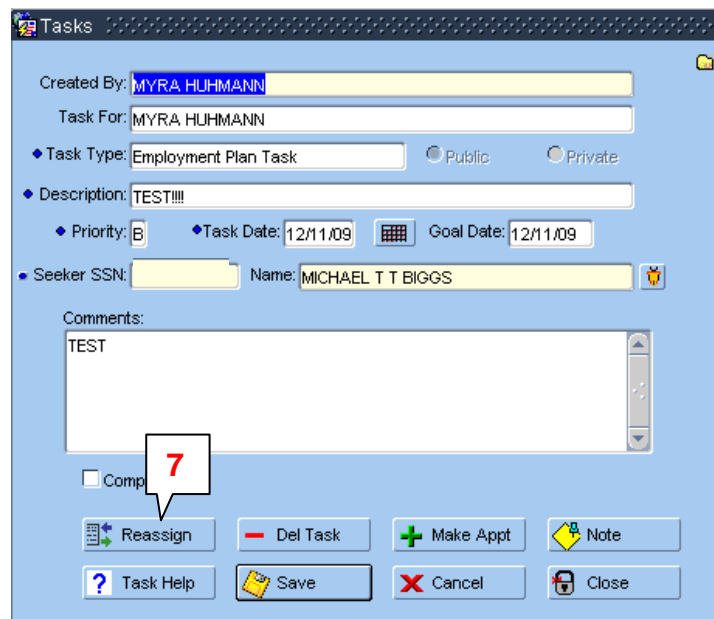 Tasks
Created By: MYRA HUHMANN
Task For: MYRA HUHMANN
Task Type: Employment Plan Task Public Private
Description: TEST!!!!
Priority: B Task Date: 12/11/09 Goal Date: 12/11/09
Seeker SSN: Name: MICHAEL T T BIGGS
Comments:
TEST
7
Comp
Reassign Del Task Make Appt Note
? Task Help Save Cancel Close